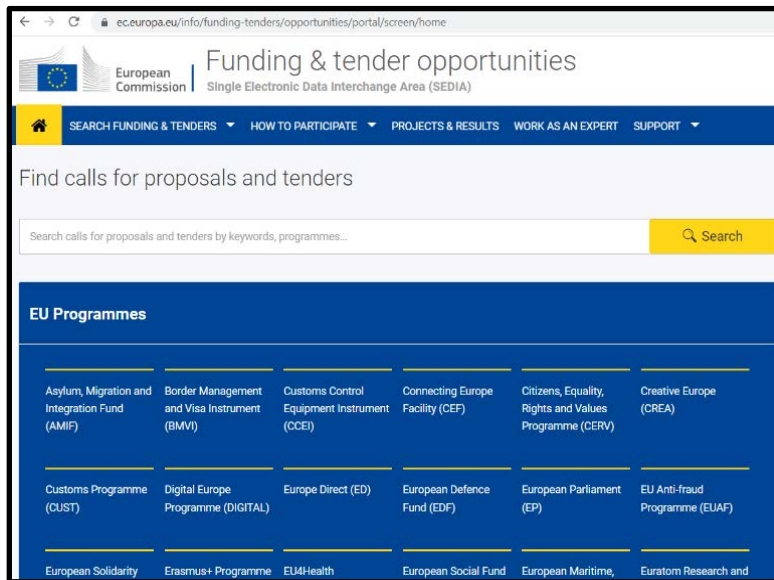 ec.europa.eu/info/funding-tenders/opportunities/portal/screen/home
European
Commission
Funding & tender opportunities
Single Electronic Data Interchange Area (SEDIA)
SEARCH FUNDING & TENDERS HOW TO PARTICIPATE PROJECTS & RESULTS WORK AS AN EXPERT SUPPORT
Find calls for proposals and tenders
Search calls for proposals and tenders by keywords, programmes...
Search
EU Programmes
Asylum, Migration and
Integration Fund
(AMIF)
Border Management
and Visa Instrument
(BMVI)
Customs Control
Equipment Instrument
(CCEI)
Connecting Europe
Facility (CEF)
Citizens, Equality,
Rights and Values
Programme (CERV)
Creative Europe
(CREA)
Customs Programme
(CUST)
Digital Europe
Programme (DIGITAL)
Europe Direct (ED)
European Defence
Fund (EDF)
European Parliament
(EP)
EU Anti-fraud
Programme (EUAF)
European Solidarity
Erasmus+ Programme
EU4Health
European Social Fund
European Maritime,
Euratom Research and